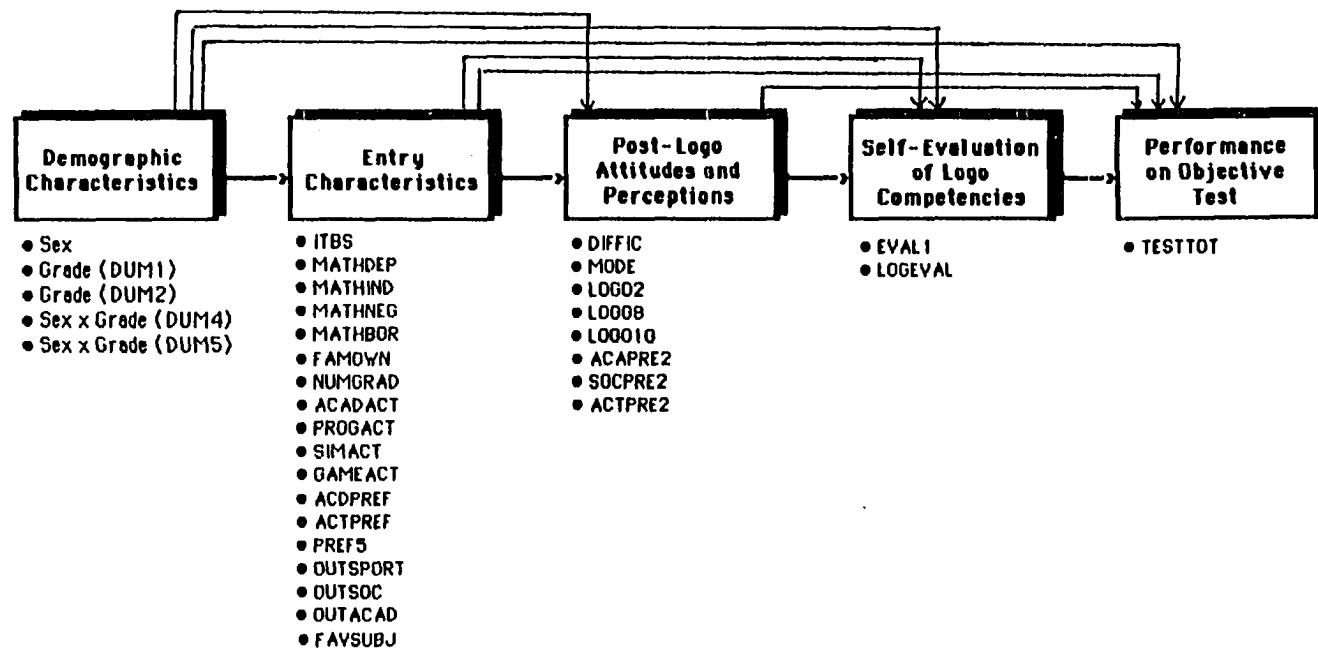 Demographic
Characteristics
Entry
Characteristics
Post-Logo
Attitudes and
Perceptions
Self-Evaluation
of Logo
Competencies
Performance
on Objective
Test
• Sex
• Grade (DUM1)
• Grade (DUM2)
• Sex x Grade (DUM4)
• Sex x Grade (DUM5)
• ITBS
• MATHDEP
• MATHIND
• MATHNEG
• MATHBOR
• FAMOWN
• NUMGRAD
• ACADACT
• PROGACT
• SIMACT
• GAMEACT
• ACDPREF
• ACTPREF
• PREF5
• OUTSPORT
• OUTSOC
• OUTACAD
• FAVSUBJ
• DIFFIC
• MODE
• LOGO2
• LOGO8
• LOGO10
• ACAPRE2
• SOCPRE2
• ACTPRE2
• EVAL1
• LOGEVAL
• TESTTOT